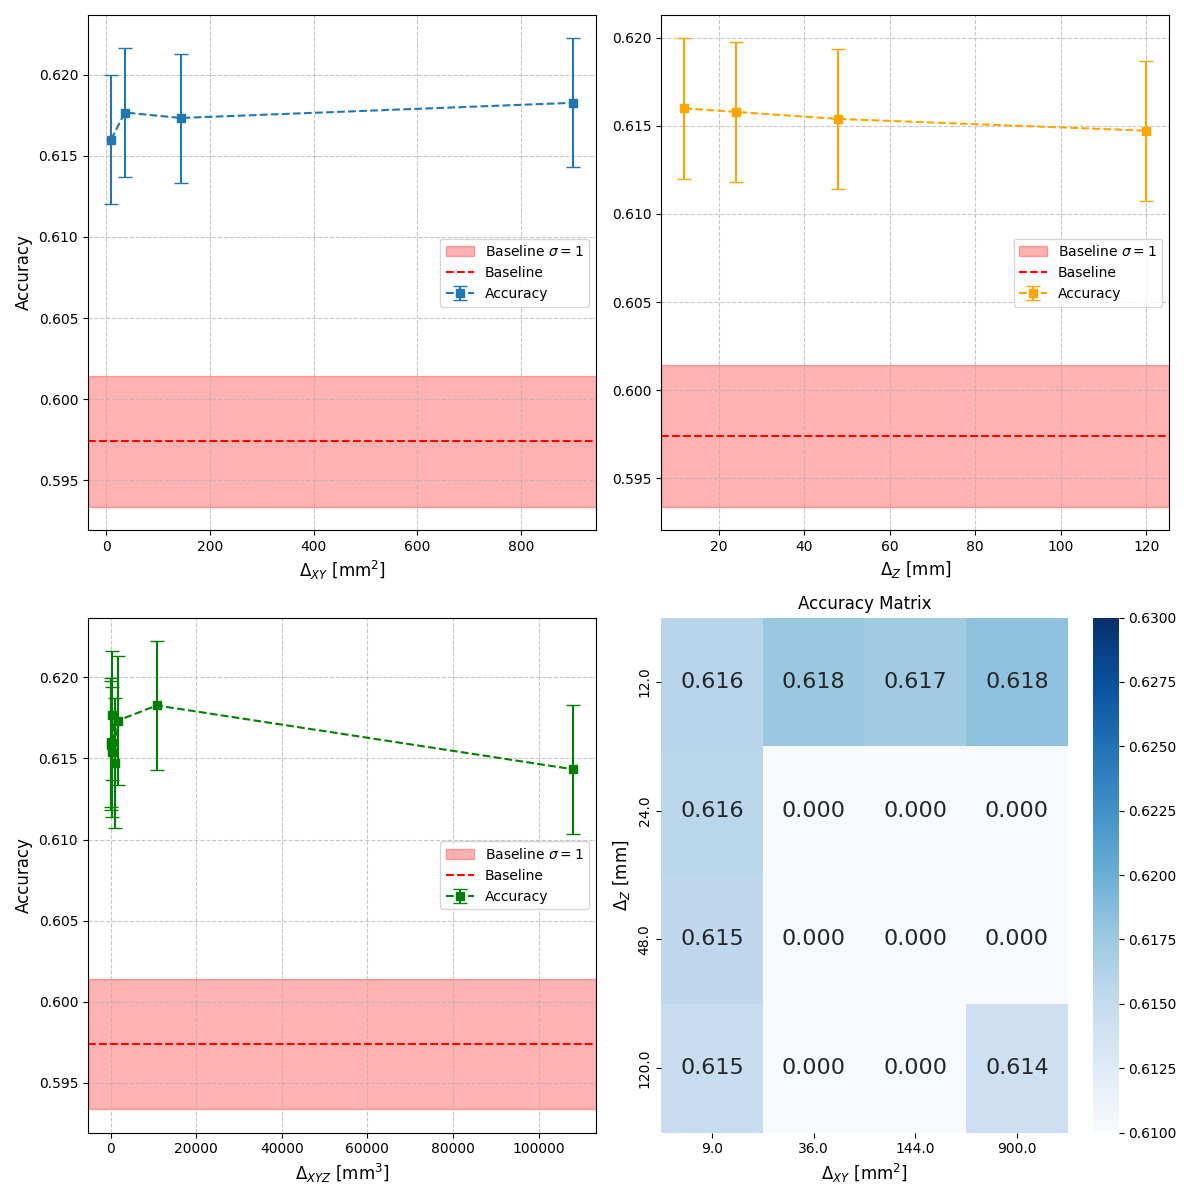 0.620
0.615
0.610
0.605
0.600
0.595
Accuracy
Baseline σ = 1
Baseline
Accuracy
0 200 400 600 800
Δ_XY [mm²]
0.620
0.615
0.610
0.605
0.600
0.595
Baseline σ = 1
Baseline
Accuracy
20 40 60 80 100 120
Δ_Z [mm]
0.620
0.615
0.610
0.605
0.600
0.595
Accuracy
Baseline σ = 1
Baseline
Accuracy
0 20000 40000 60000 80000 100000
Δ_XYZ [mm³]
Accuracy Matrix
Δ_Z [mm]
12.0 0.616 0.618 0.617 0.618
24.0 0.616 0.000 0.000 0.000
48.0 0.615 0.000 0.000 0.000
120.0 0.615 0.000 0.000 0.614
9.0 36.0 144.0 900.0
Δ_XY [mm²]
0.6300
0.6275
0.6250
0.6225
0.6200
0.6175
0.6150
0.6125
0.6100